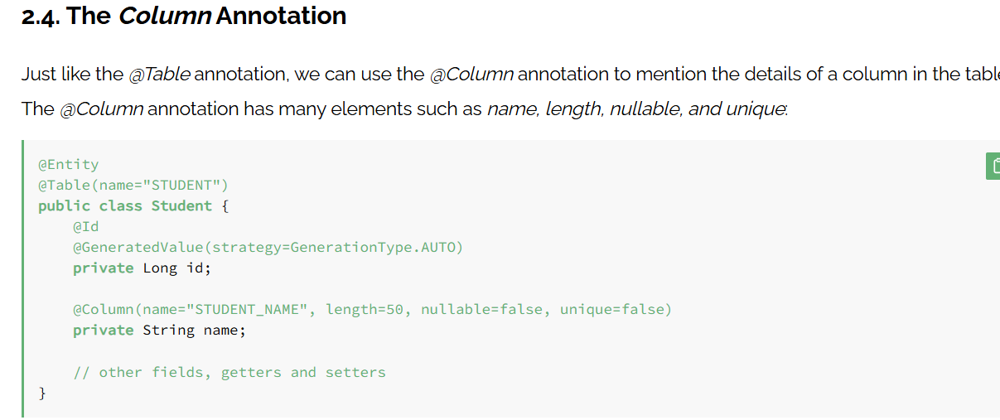 2.4. The Column Annotation
Just like the @Table annotation, we can use the @Column annotation to mention the details of a column in the
The @Column annotation has many elements such as name, length, nullable, and unique:
@Entity
@Table(name="STUDENT")
public class Student {
    @Id
    @GeneratedValue(strategy=GenerationType.AUTO)
    private Long id;

    @Column(name="STUDENT_NAME", length=50, nullable=false, unique=false)
    private String name;

    // other fields, getters and setters
}